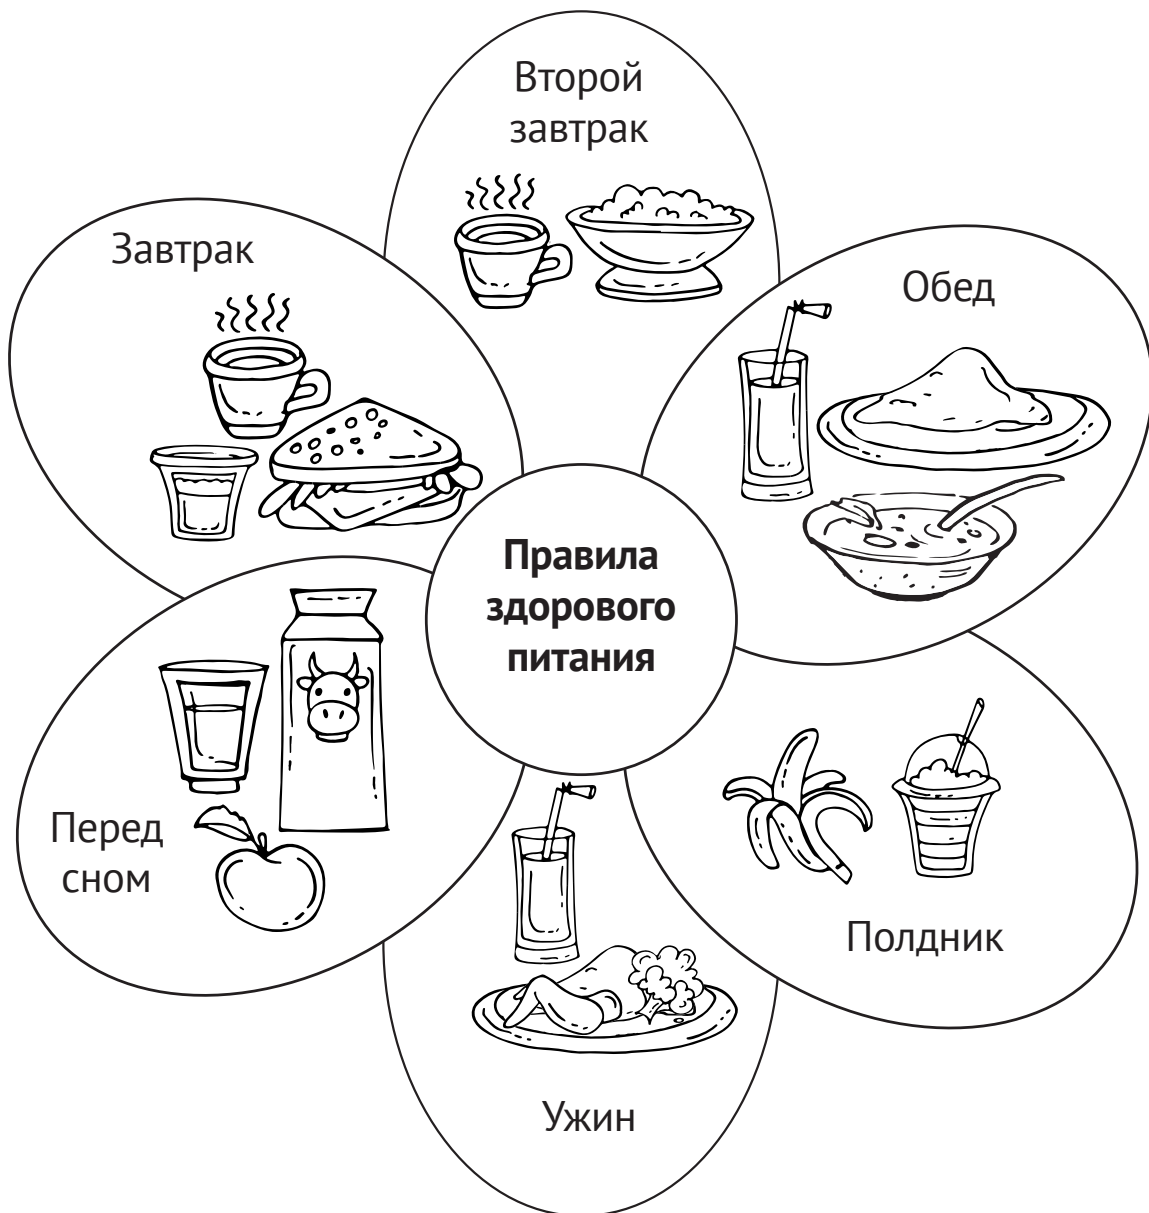 Второй
завтрак
Завтрак
Обед
Правила
здорового
питания
Перед
сном
Полдник
Ужин